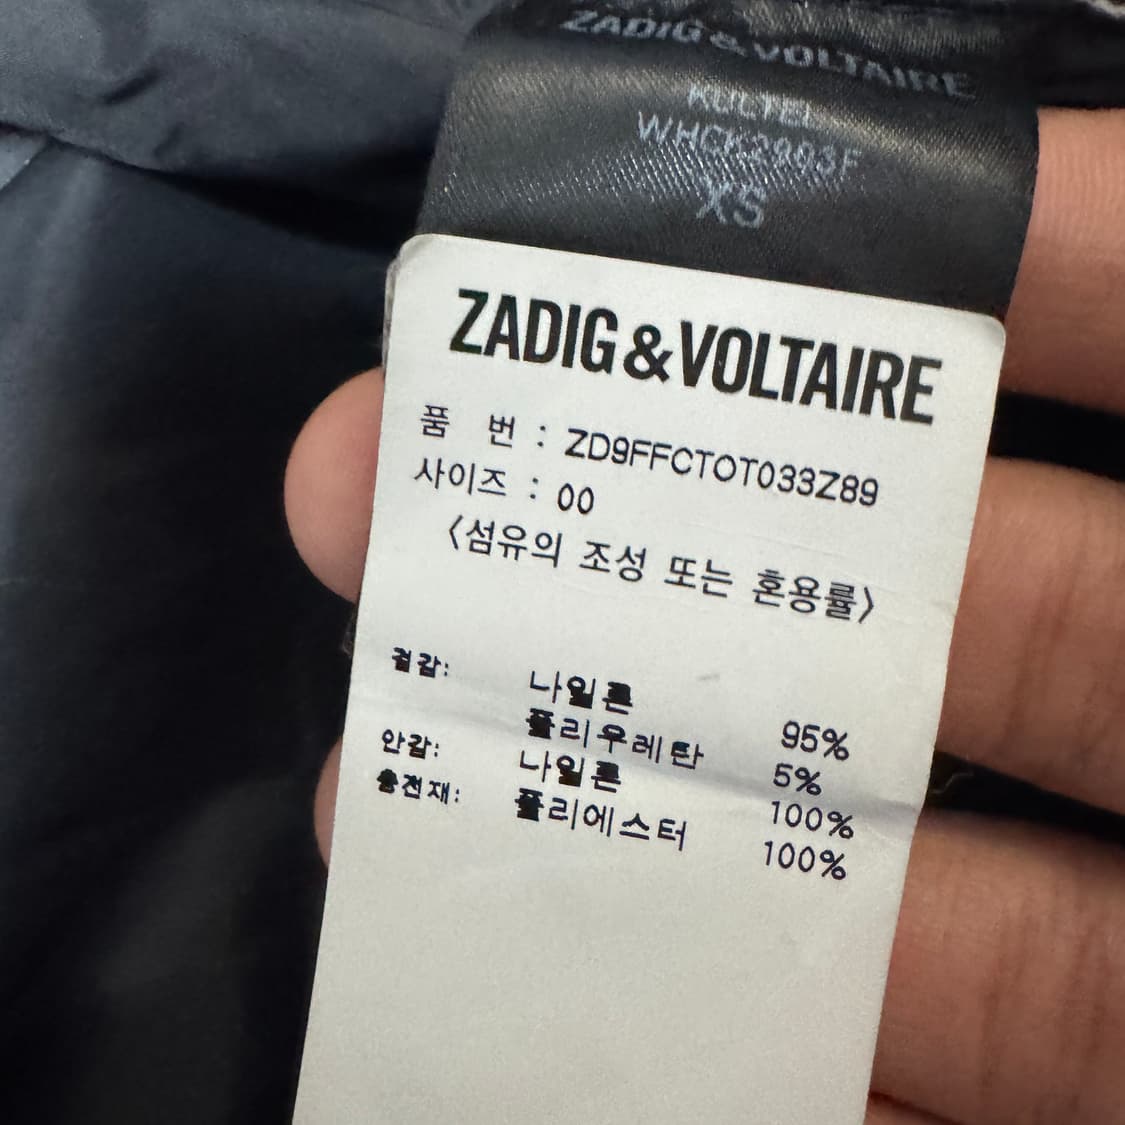 ZADIG & VOLTAIRE
KULTEL
WHCK2903F
XS
ZADIG & VOLTAIRE
품 번 : ZD9FFCTOT033Z89
사이즈 : 00
<섬유의 조성 또는 혼용률>
겉감: 나일론 95%
폴리우레탄 5%
안감: 나일론 100%
충전재: 폴리에스터 100%